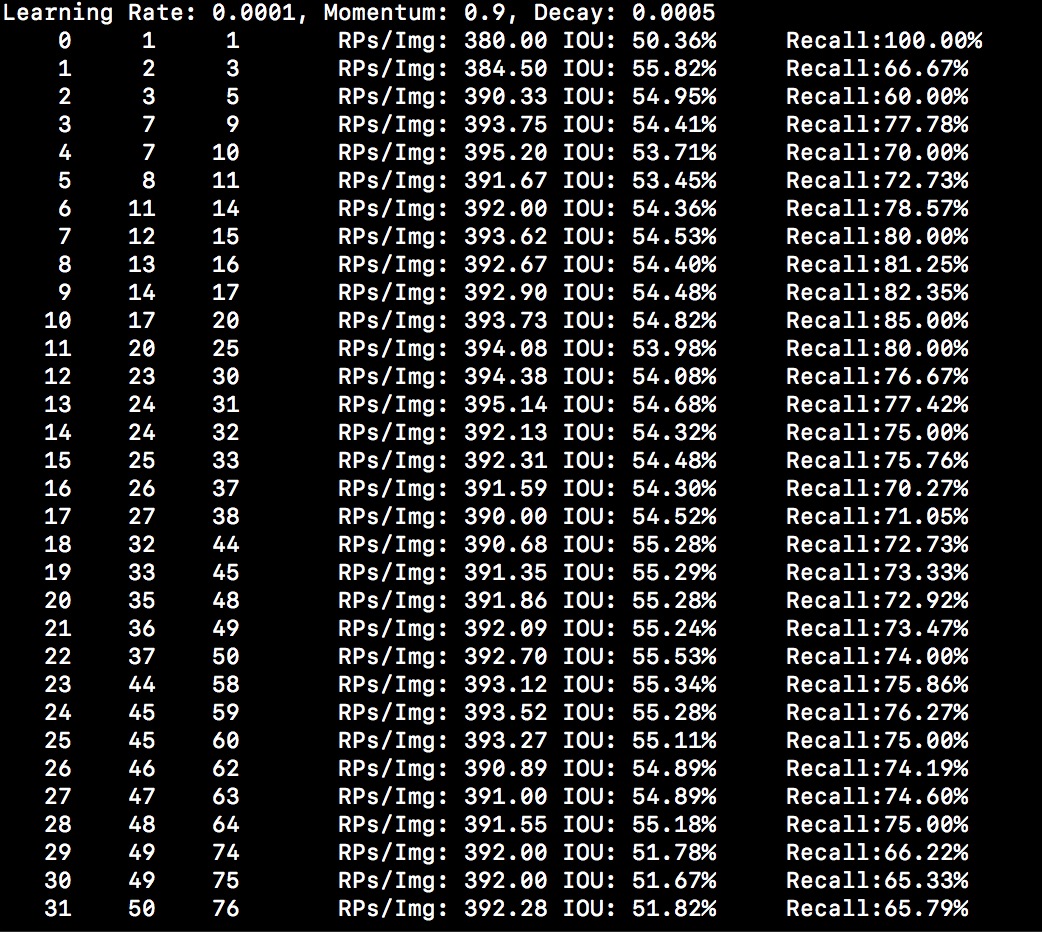 Learning Rate: 0.0001, Momentum: 0.9, Decay: 0.0005
0 1 1 RPs/Img: 380.00 IOU: 50.36% Recall:100.00%
1 2 3 RPs/Img: 384.50 IOU: 55.82% Recall:66.67%
2 3 5 RPs/Img: 390.33 IOU: 54.95% Recall:60.00%
3 7 9 RPs/Img: 393.75 IOU: 54.41% Recall:77.78%
4 7 10 RPs/Img: 395.20 IOU: 53.71% Recall:70.00%
5 8 11 RPs/Img: 391.67 IOU: 53.45% Recall:72.73%
6 11 14 RPs/Img: 392.00 IOU: 54.36% Recall:78.57%
7 12 15 RPs/Img: 393.62 IOU: 54.53% Recall:80.00%
8 13 16 RPs/Img: 392.67 IOU: 54.40% Recall:81.25%
9 14 17 RPs/Img: 392.90 IOU: 54.48% Recall:82.35%
10 17 20 RPs/Img: 393.73 IOU: 54.82% Recall:85.00%
11 20 25 RPs/Img: 394.08 IOU: 53.98% Recall:80.00%
12 23 30 RPs/Img: 394.38 IOU: 54.08% Recall:76.67%
13 24 31 RPs/Img: 395.14 IOU: 54.68% Recall:77.42%
14 24 32 RPs/Img: 392.13 IOU: 54.32% Recall:75.00%
15 25 33 RPs/Img: 392.31 IOU: 54.48% Recall:75.76%
16 26 37 RPs/Img: 391.59 IOU: 54.30% Recall:70.27%
17 27 38 RPs/Img: 390.00 IOU: 54.52% Recall:71.05%
18 32 44 RPs/Img: 390.68 IOU: 55.28% Recall:72.73%
19 33 45 RPs/Img: 391.35 IOU: 55.29% Recall:73.33%
20 35 48 RPs/Img: 391.86 IOU: 55.28% Recall:72.92%
21 36 49 RPs/Img: 392.09 IOU: 55.24% Recall:73.47%
22 37 50 RPs/Img: 392.70 IOU: 55.53% Recall:74.00%
23 44 58 RPs/Img: 393.12 IOU: 55.34% Recall:75.86%
24 45 59 RPs/Img: 393.52 IOU: 55.28% Recall:76.27%
25 45 60 RPs/Img: 393.27 IOU: 55.11% Recall:75.00%
26 46 62 RPs/Img: 390.89 IOU: 54.89% Recall:74.19%
27 47 63 RPs/Img: 391.00 IOU: 54.89% Recall:74.60%
28 48 64 RPs/Img: 391.55 IOU: 55.18% Recall:75.00%
29 49 74 RPs/Img: 392.00 IOU: 51.78% Recall:66.22%
30 49 75 RPs/Img: 392.00 IOU: 51.67% Recall:65.33%
31 50 76 RPs/Img: 392.28 IOU: 51.82% Recall:65.79%